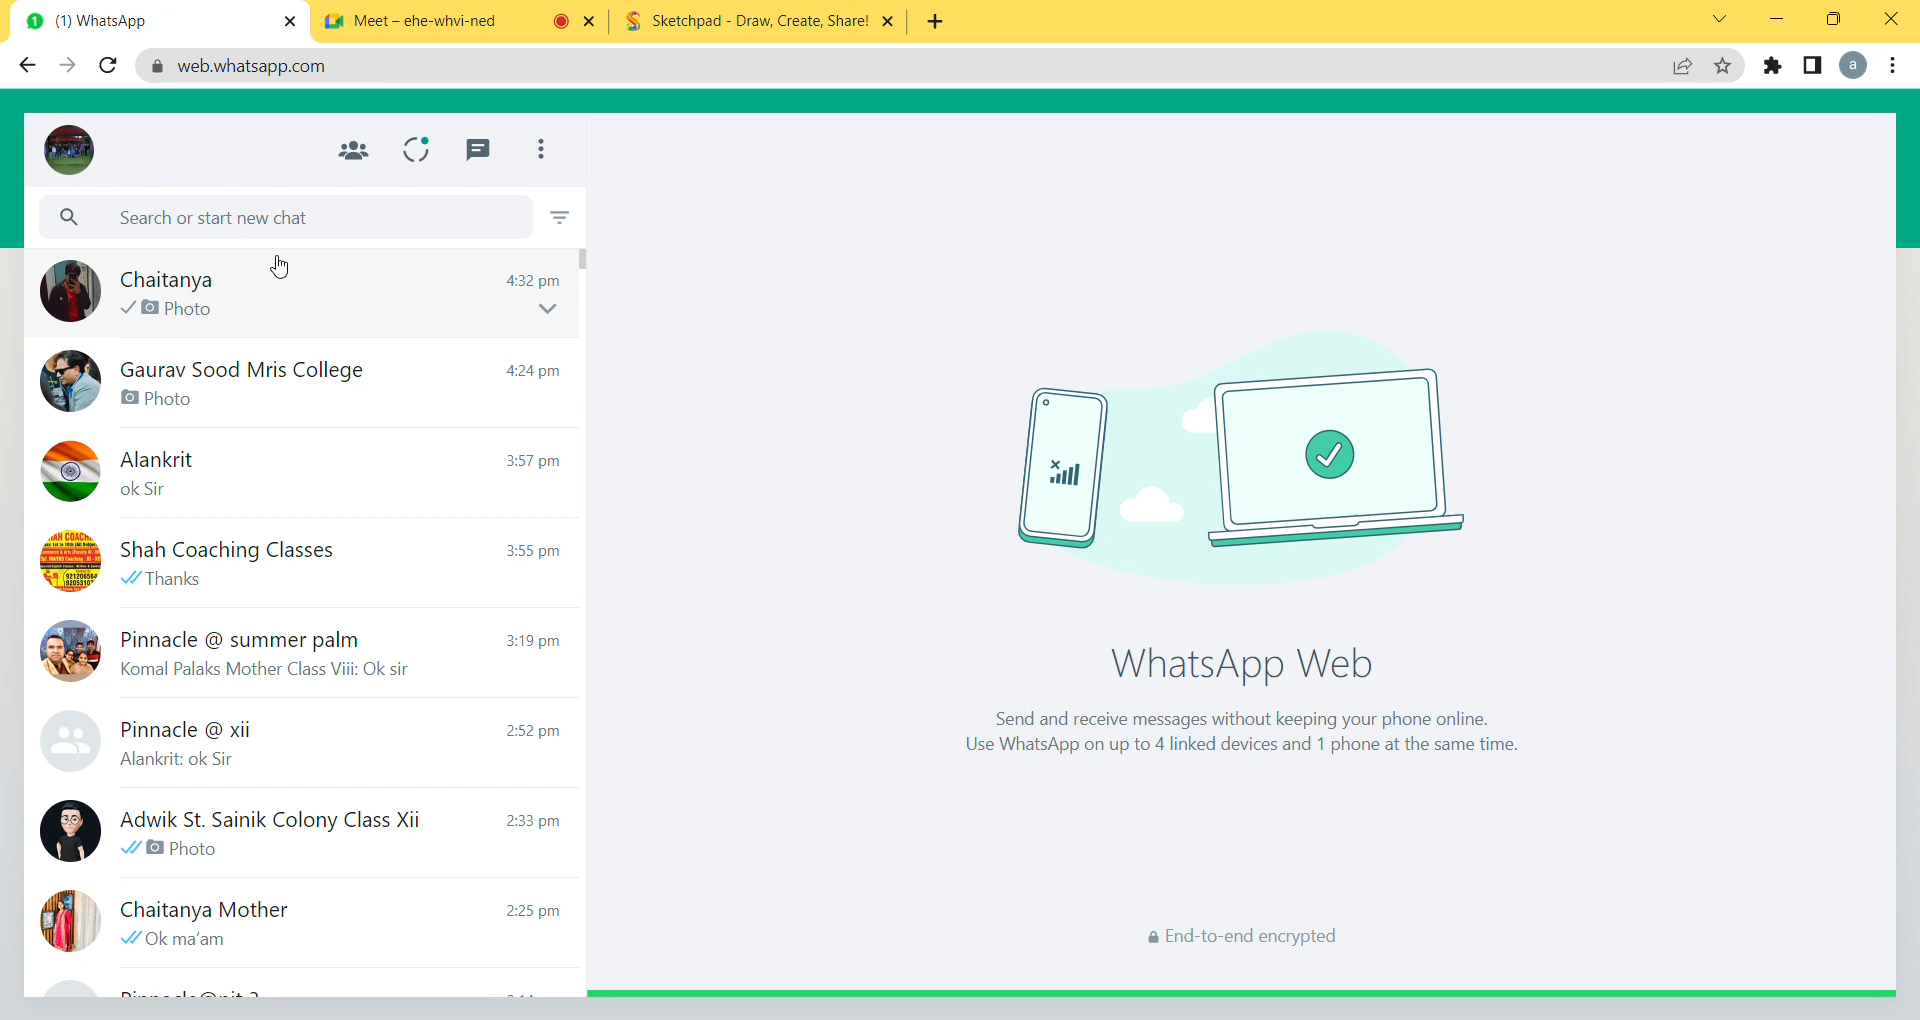 (1) WhatsApp
Meet – ehe-whvi-ned
Sketchpad - Draw, Create, Share!
web.whatsapp.com
a
Search or start new chat
Chaitanya 4:32 pm
Photo
Gaurav Sood Mris College 4:24 pm
Photo
Alankrit 3:57 pm
ok Sir
Shah Coaching Classes 3:55 pm
Thanks
Pinnacle @ summer palm 3:19 pm
Komal Palaks Mother Class Viii: Ok sir
Pinnacle @ xii 2:52 pm
Alankrit: ok Sir
Adwik St. Sainik Colony Class Xii 2:33 pm
Photo
Chaitanya Mother 2:25 pm
Ok ma'am
WhatsApp Web
Send and receive messages without keeping your phone online.
Use WhatsApp on up to 4 linked devices and 1 phone at the same time.
End-to-end encrypted